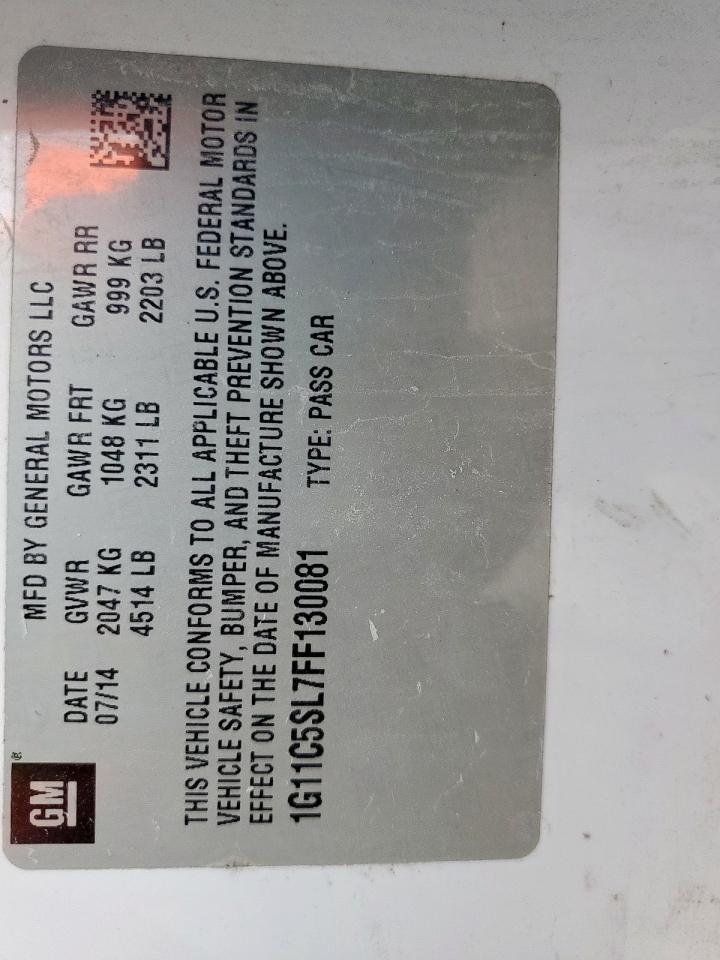 GM®
MFD BY GENERAL MOTORS LLC
DATE GVWR GAWR FRT GAWR RR
07/14 2047 KG 1048 KG 999 KG
4514 LB 2311 LB 2203 LB
THIS VEHICLE CONFORMS TO ALL APPLICABLE U.S. FEDERAL MOTOR
VEHICLE SAFETY, BUMPER, AND THEFT PREVENTION STANDARDS IN
EFFECT ON THE DATE OF MANUFACTURE SHOWN ABOVE.
1G11C5SL7FF130081 TYPE: PASS CAR